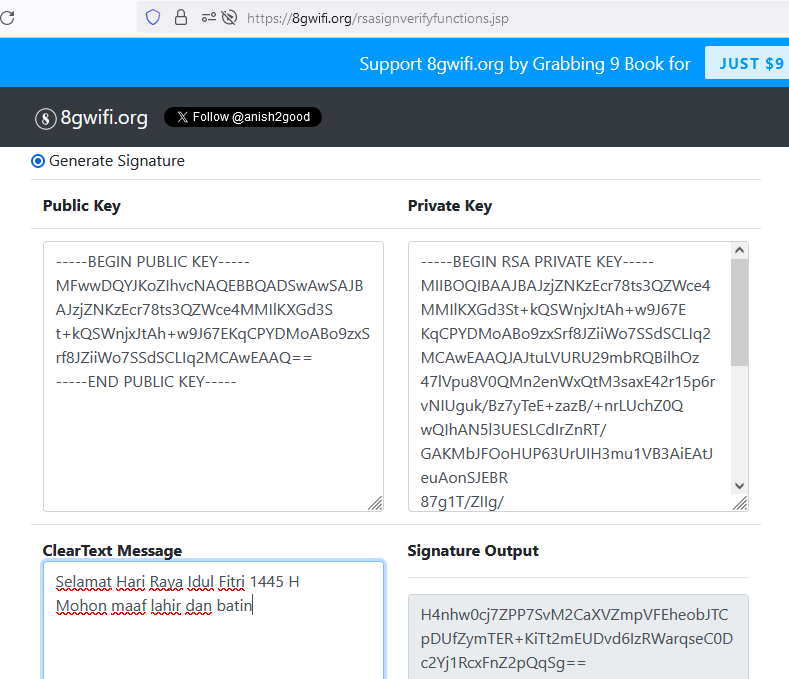 https://8gwifi.org/rsasignverifyfunctions.jsp
Support 8gwifi.org by Grabbing 9 Book for JUST $9
8gwifi.org Follow @anish2good
Generate Signature
Public Key
-----BEGIN PUBLIC KEY-----
MFwwDQYJKoZIhvcNAQEBBQADSwAwSAJB
AJzjZNKzEcr78ts3QZWce4MMIlKXGd3S
t+kQSWnjxJtAh+w9J67EKqCPYDMoABo9zxS
rf8JZiiWo7SSdSCLIq2MCAwEAAQ==
-----END PUBLIC KEY-----
Private Key
-----BEGIN RSA PRIVATE KEY-----
MIIBOQIBAAJBAJzjZNKzEcr78ts3QZWce4
MMIlKXGd3St+kQSWnjxJtAh+w9J67E
KqCPYDMoABo9zxSrf8JZiiWo7SSdSCLIq2
MCAwEAAQJAJtuLVURU29mbRQBilhOz
47lVpu8V0QMn2enWxQtM3saxE42r15p6r
vNIUguk/Bz7yTeE+zazB/+nrLUchZ0Q
wQIhAN5l3UESLCdIrZnRT/
GAKMbJFOoHUP63UrUIH3mu1VB3AiEAtJ
euAonSJEBR
87g1T/ZIIg/
ClearText Message
Selamat Hari Raya Idul Fitri 1445 H
Mohon maaf lahir dan batin
Signature Output
H4nhw0cj7ZPP7SvM2CaXVZmpVFEheobJTC
pDUfZymTER+KiTt2mEUDvd6IzRWarqseC0D
c2Yj1RcxFnZ2pQqSg==